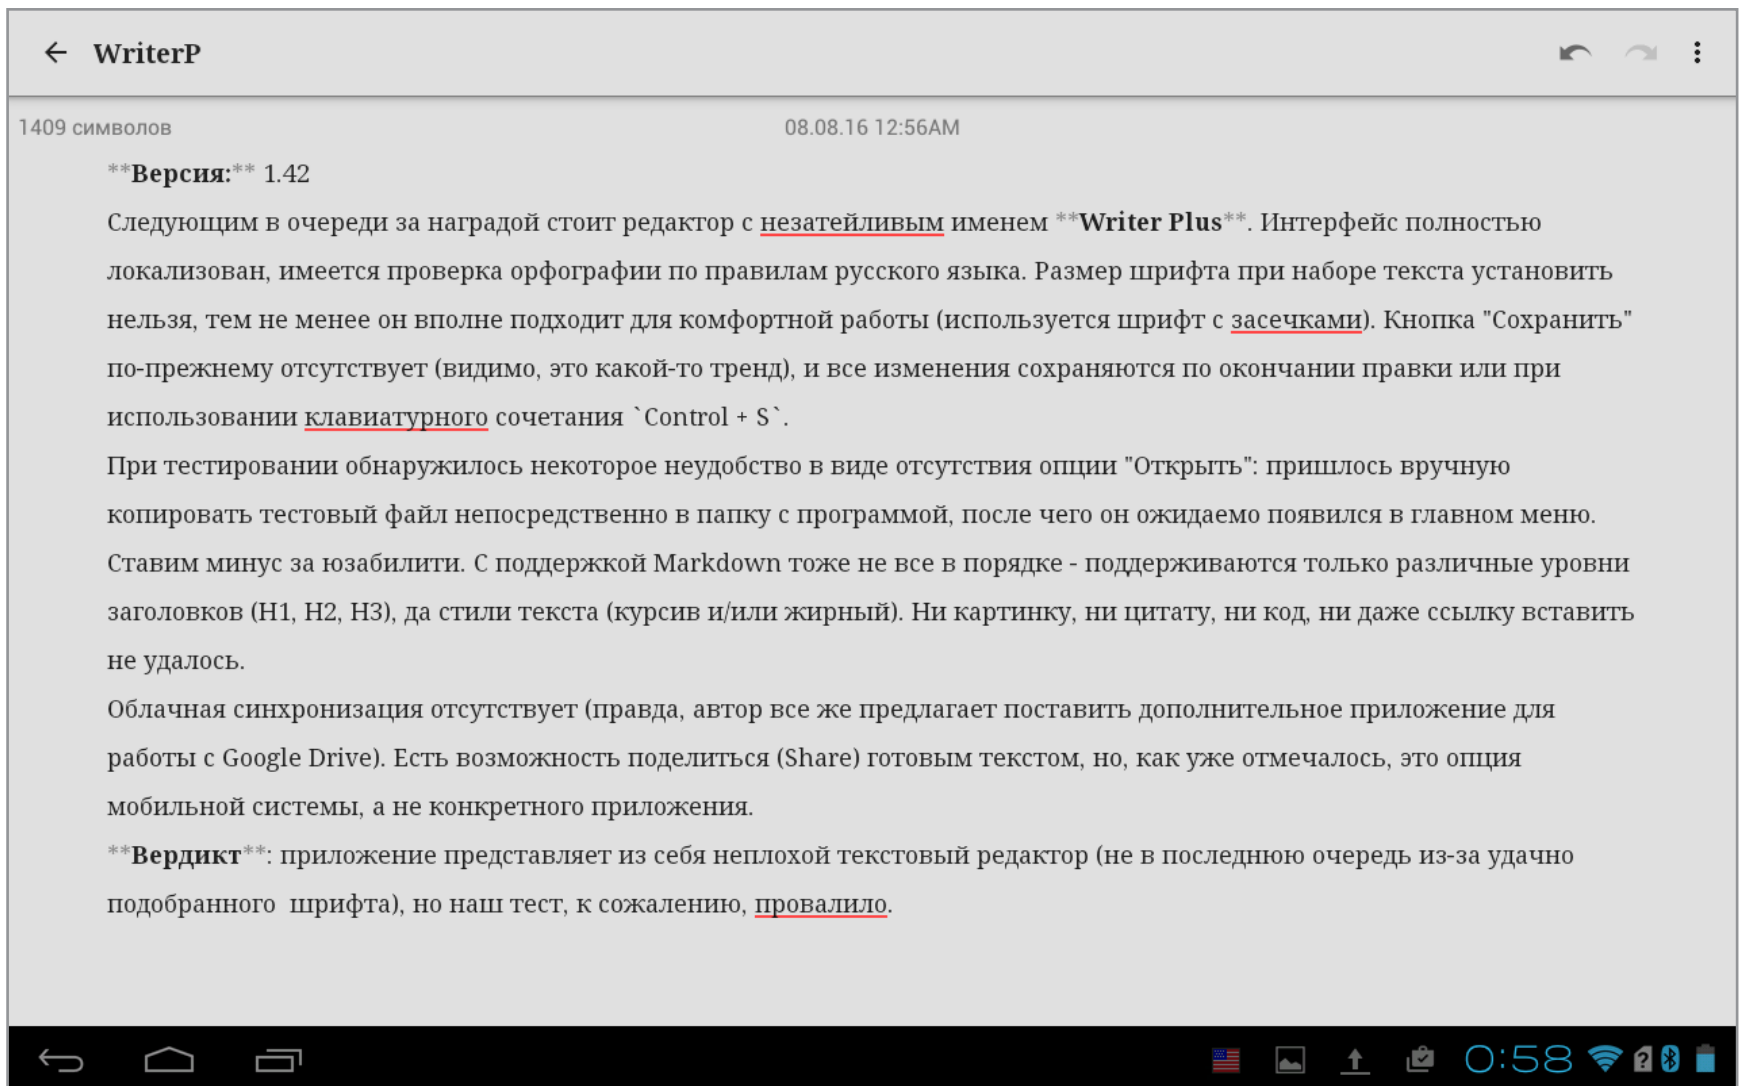 WriterP
1409 символов 08.08.16 12:56AM
**Версия:** 1.42
Следующим в очереди за наградой стоит редактор с незатейливым именем **Writer Plus**. Интерфейс полностью
локализован, имеется проверка орфографии по правилам русского языка. Размер шрифта при наборе текста установить
нельзя, тем не менее он вполне подходит для комфортной работы (используется шрифт с засечками). Кнопка "Сохранить"
по-прежнему отсутствует (видимо, это какой-то тренд), и все изменения сохраняются по окончании правки или при
использовании клавиатурного сочетания `Control + S`.
При тестировании обнаружилось некоторое неудобство в виде отсутствия опции "Открыть": пришлось вручную
копировать тестовый файл непосредственно в папку с программой, после чего он ожидаемо появился в главном меню.
Ставим минус за юзабилити. С поддержкой Markdown тоже не все в порядке - поддерживаются только различные уровни
заголовков (H1, H2, H3), да стили текста (курсив и/или жирный). Ни картинку, ни цитату, ни код, ни даже ссылку вставить
не удалось.
Облачная синхронизация отсутствует (правда, автор все же предлагает поставить дополнительное приложение для
работы с Google Drive). Есть возможность поделиться (Share) готовым текстом, но, как уже отмечалось, это опция
мобильной системы, а не конкретного приложения.
**Вердикт**: приложение представляет из себя неплохой текстовый редактор (не в последнюю очередь из-за удачно
подобранного  шрифта), но наш тест, к сожалению, провалило.
0:58